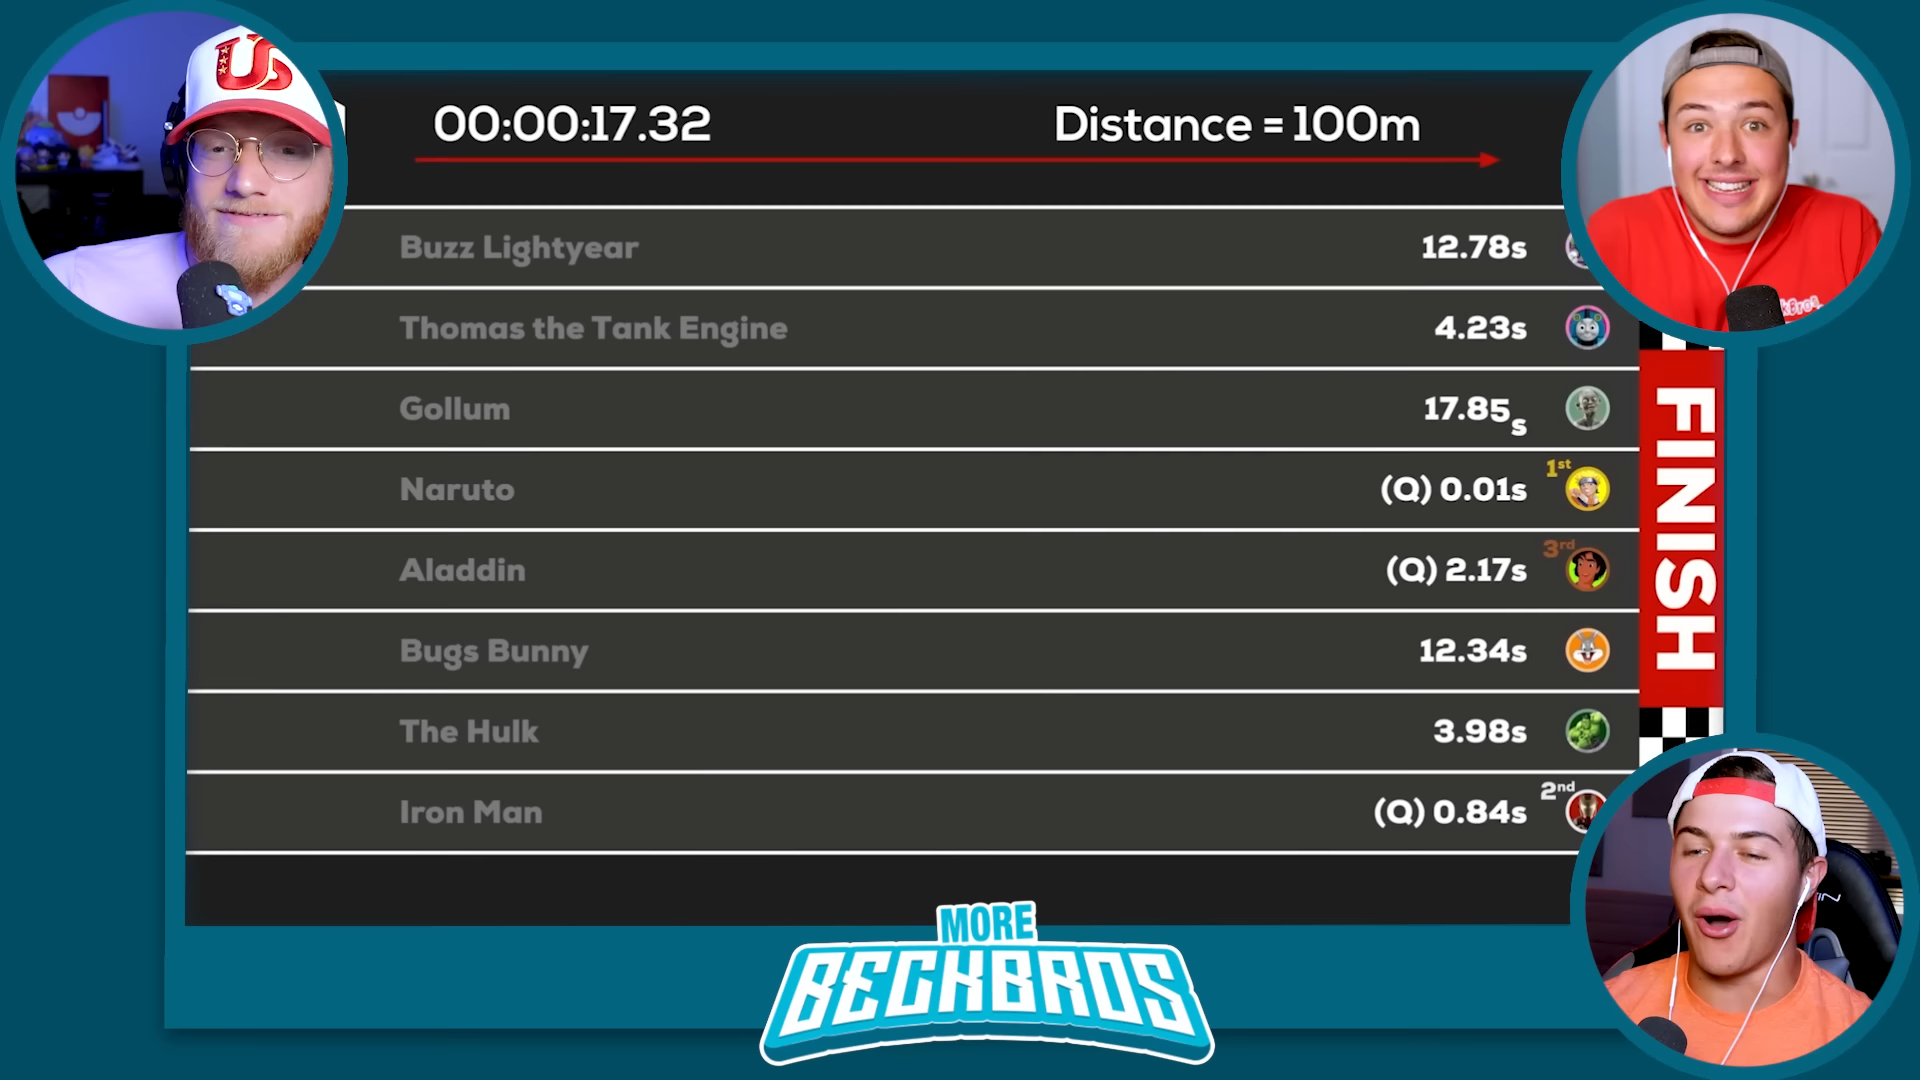 US
00:00:17.32
Distance = 100m
Buzz Lightyear 12.78s
Thomas the Tank Engine 4.23s
Gollum 17.85s
Naruto (Q) 0.01s 1st
Aladdin (Q) 2.17s 3rd
Bugs Bunny 12.34s
The Hulk 3.98s
Iron Man (Q) 0.84s 2nd
FINISH
MORE
BECKBROS